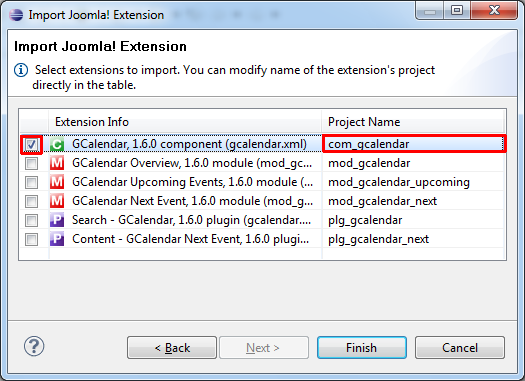 Import Joomla! Extension
Import Joomla! Extension
Select extensions to import. You can modify name of the extension's project
directly in the table.
Extension Info Project Name
C GCalendar, 1.6.0 component (gcalendar.xml) com_gcalendar
M GCalendar Overview, 1.6.0 module (mod_gc... mod_gcalendar
M GCalendar Upcoming Events, 1.6.0 module (... mod_gcalendar_upcoming
M GCalendar Next Event, 1.6.0 module (mod_g... mod_gcalendar_next
P Search - GCalendar, 1.6.0 plugin (gcalendar.... plg_gcalendar
P Content - GCalendar Next Event, 1.6.0 plugin... plg_gcalendar_next
? < Back Next > Finish Cancel